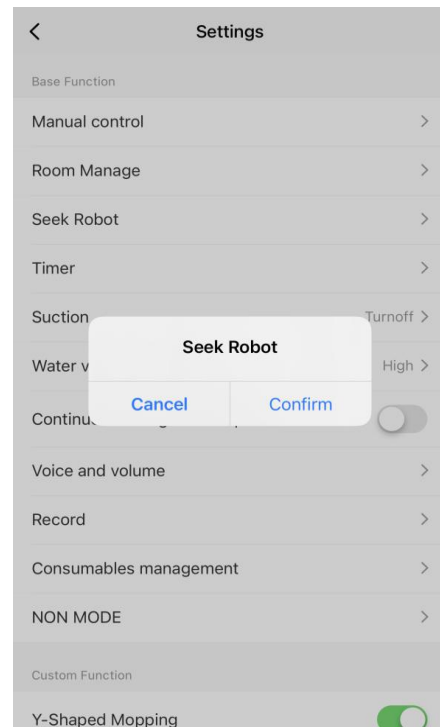 Settings
Base Function
Manual control
Room Manage
Seek Robot
Timer
Suction Turnoff
Seek Robot
Water High
Cancel Confirm
Voice and volume
Record
Consumables management
NON MODE
Custom Function
Y-Shaped Mopping